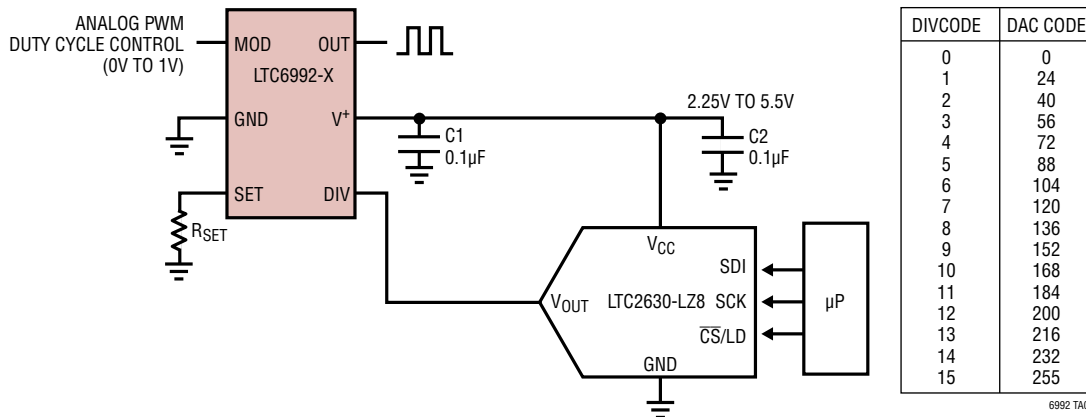 ANALOG PWM
DUTY CYCLE CONTROL
(0V TO 1V)
MOD OUT
LTC6992-X
GND V+
SET DIV
RSET
C1
0.1µF
2.25V TO 5.5V
C2
0.1µF
VCC
SDI
VOUT LTC2630-LZ8 SCK
CS/LD
GND
µP
DIVCODE DAC CODE
0 0
1 24
2 40
3 56
4 72
5 88
6 104
7 120
8 136
9 152
10 168
11 184
12 200
13 216
14 232
15 255
6992 TA0